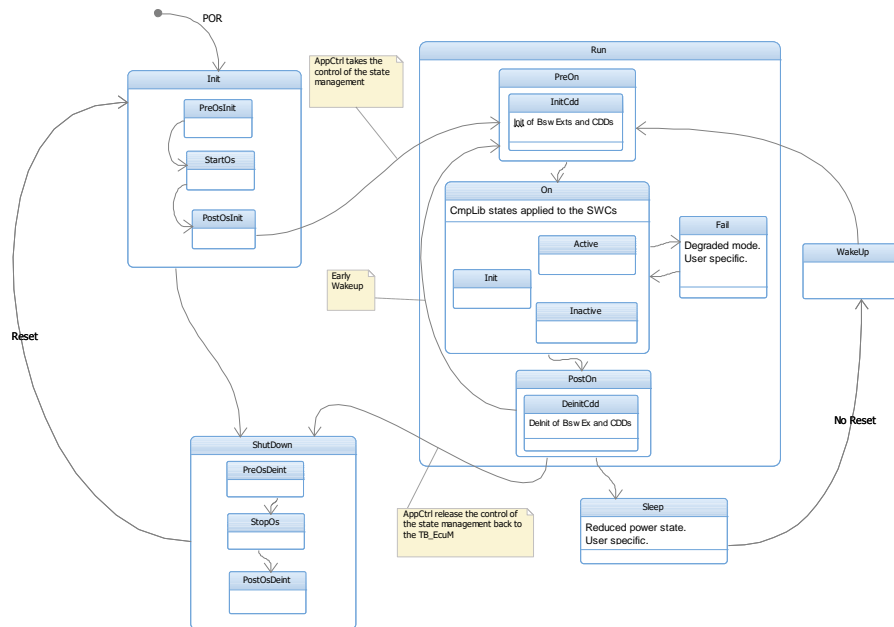 POR
Init
PreOsInit
StartOs
PostOsInit
AppCtrl takes the
control of the state
management
Run
PreOn
InitCdd
Init of Bsw Exts and CDDs
On
CmpLib states applied to the SWCs
Active
Init
Inactive
Fail
Degraded mode.
User specific.
WakeUp
Early
Wakeup
Reset
PostOn
DeinitCdd
DeInit of Bsw Ex and CDDs
No Reset
ShutDown
PreOsDeint
StopOs
PostOsDeint
AppCtrl release the control of
the state management back to
the TB_EcuM
Sleep
Reduced power state.
User specific.